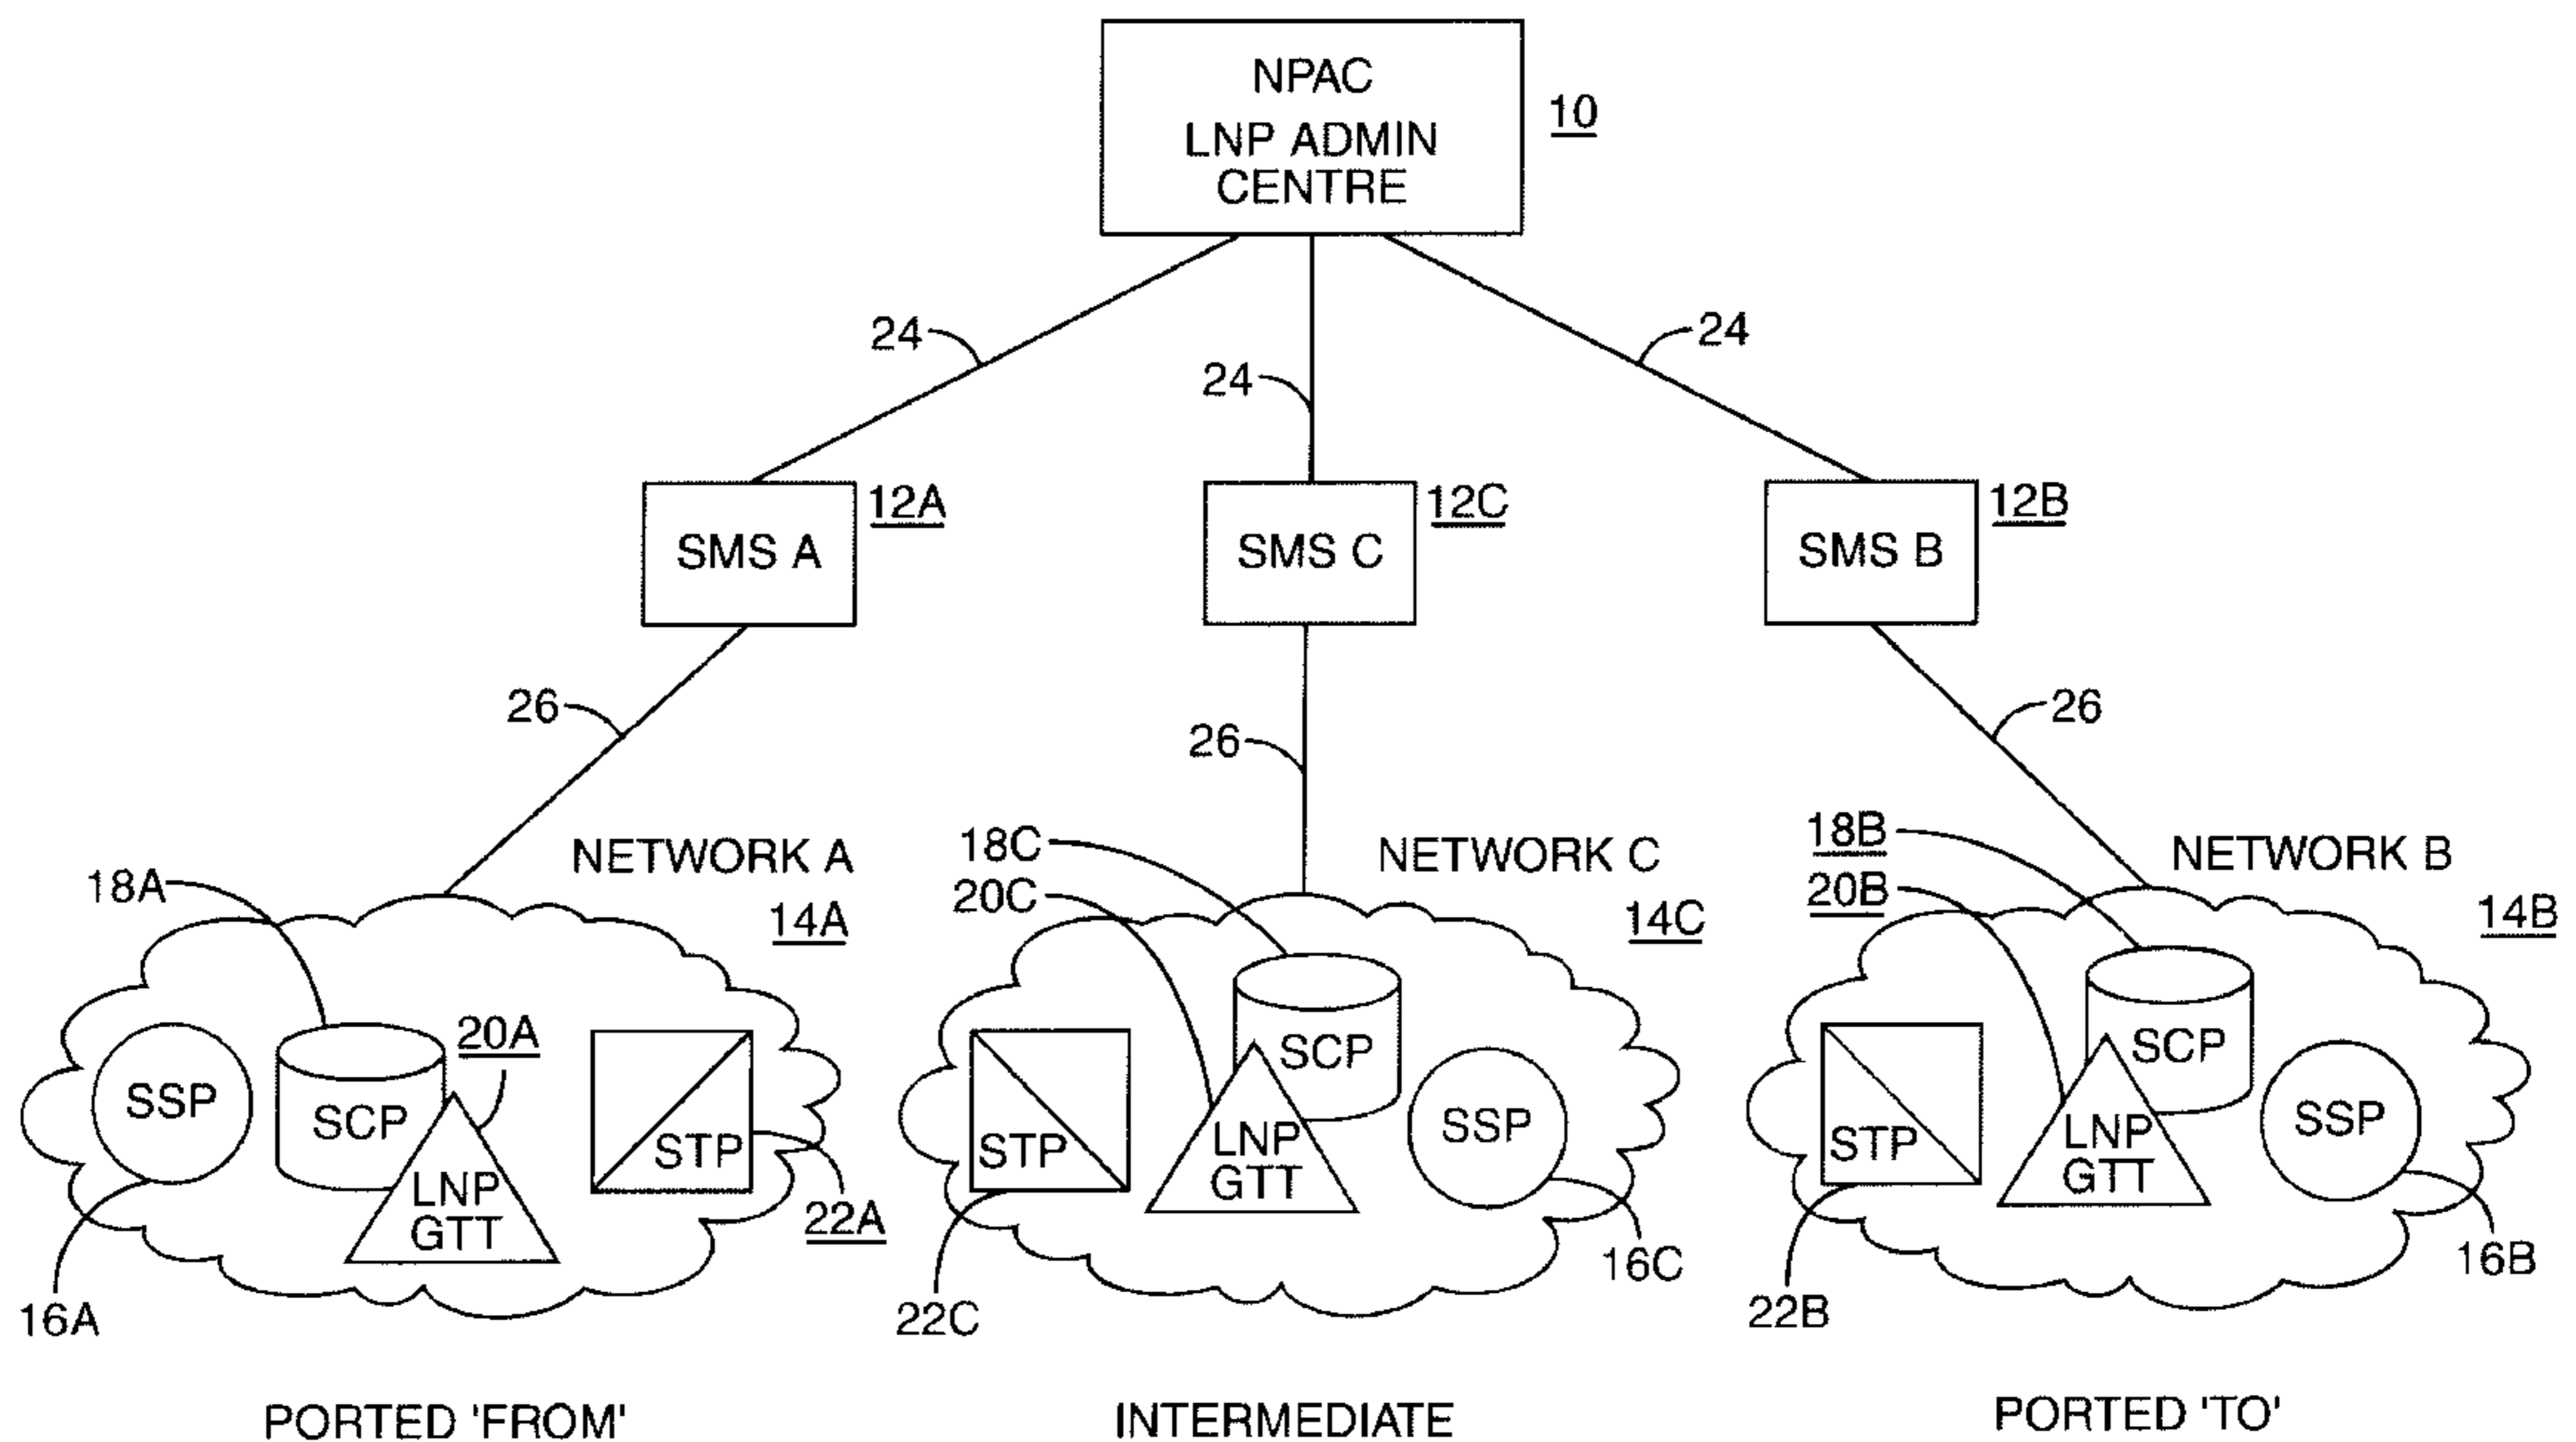 NPAC
LNP ADMIN
CENTRE
10
24
24
24
SMS A
12A
SMS C
12C
SMS B
12B
26
26
26
NETWORK A
14A
18A
SSP
SCP
20A
LNP
GTT
STP
22A
16A
NETWORK C
14C
18C
20C
SCP
STP
LNP
GTT
SSP
16C
22C
NETWORK B
14B
18B
20B
SCP
STP
LNP
GTT
SSP
16B
22B
PORTED 'FROM'
INTERMEDIATE
PORTED 'TO'